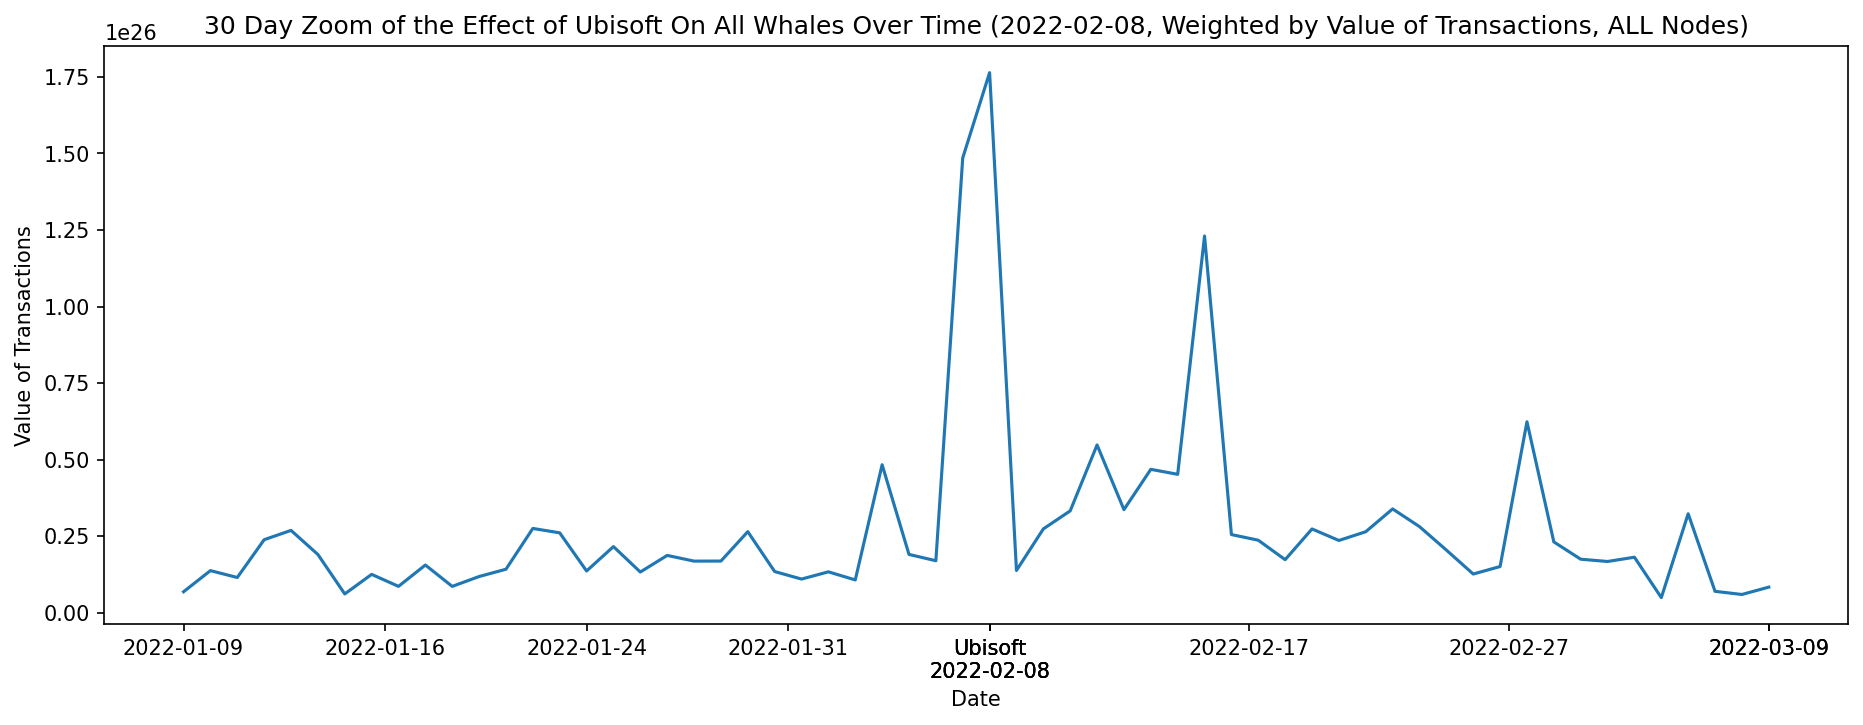 30 Day Zoom of the Effect of Ubisoft On All Whales Over Time (2022-02-08, Weighted by Value of Transactions, ALL Nodes)
1e26
1.75
1.50
1.25
1.00
0.75
0.50
0.25
0.00
Value of Transactions
2022-01-09 2022-01-16 2022-01-24 2022-01-31 Ubisoft 2022-02-17 2022-02-27 2022-03-09
2022-02-08
Date